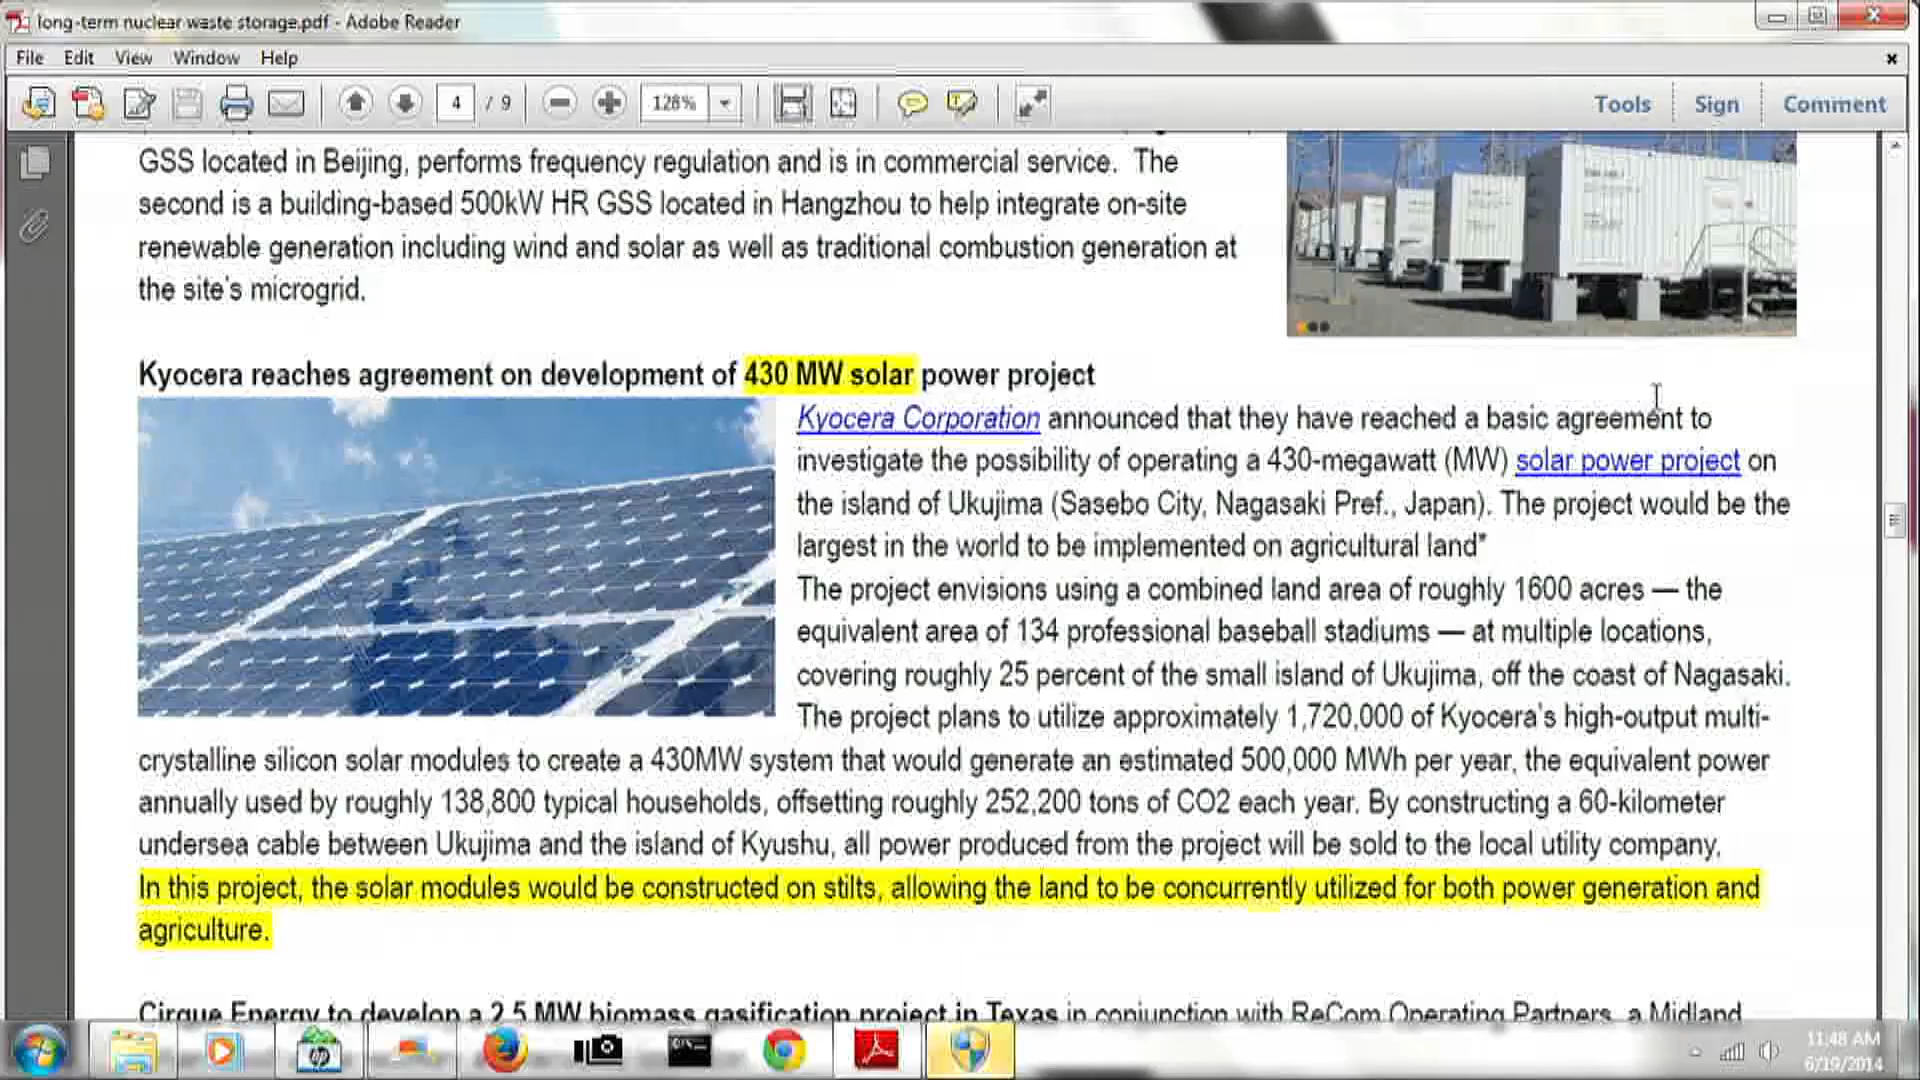 long-term nuclear waste storage.pdf - Adobe Reader
File Edit View Window Help
4 / 9
128%
Tools Sign Comment
GSS located in Beijing, performs frequency regulation and is in commercial service. The
second is a building-based 500kW HR GSS located in Hangzhou to help integrate on-site
renewable generation including wind and solar as well as traditional combustion generation at
the site's microgrid.
Kyocera reaches agreement on development of 430 MW solar power project
Kyocera Corporation announced that they have reached a basic agreement to
investigate the possibility of operating a 430-megawatt (MW) solar power project on
the island of Ukujima (Sasebo City, Nagasaki Pref., Japan). The project would be the
largest in the world to be implemented on agricultural land*
The project envisions using a combined land area of roughly 1600 acres — the
equivalent area of 134 professional baseball stadiums — at multiple locations,
covering roughly 25 percent of the small island of Ukujima, off the coast of Nagasaki.
The project plans to utilize approximately 1,720,000 of Kyocera's high-output multi-
crystalline silicon solar modules to create a 430MW system that would generate an estimated 500,000 MWh per year, the equivalent power
annually used by roughly 138,800 typical households, offsetting roughly 252,200 tons of CO2 each year. By constructing a 60-kilometer
undersea cable between Ukujima and the island of Kyushu, all power produced from the project will be sold to the local utility company.
In this project, the solar modules would be constructed on stilts, allowing the land to be concurrently utilized for both power generation and
agriculture.
Cirque Energy to develop a 2.5 MW biomass gasification project in Texas in conjunction with ReCom Operating Partners, a Midland
11:48 AM
6/19/2014